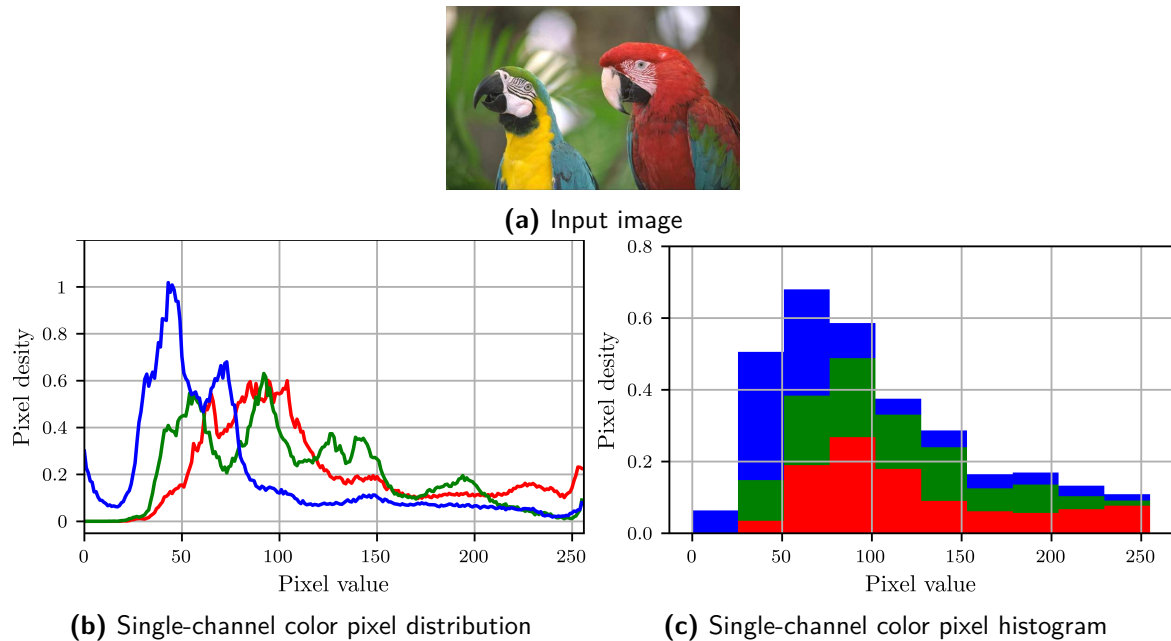 (a) Input image
Pixel desity
1
0.8
0.6
0.4
0.2
0
0 50 100 150 200 250
Pixel value
(b) Single-channel color pixel distribution
Pixel desity
0.8
0.6
0.4
0.2
0.0
0 50 100 150 200 250
Pixel value
(c) Single-channel color pixel histogram